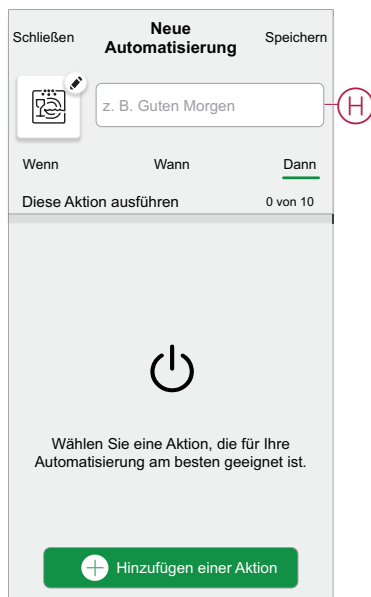 Schließen
Neue
Automatisierung
Speichern
z. B. Guten Morgen
H
Wenn
Wann
Dann
Diese Aktion ausführen
0 von 10
Wählen Sie eine Aktion, die für Ihre
Automatisierung am besten geeignet ist.
Hinzufügen einer Aktion